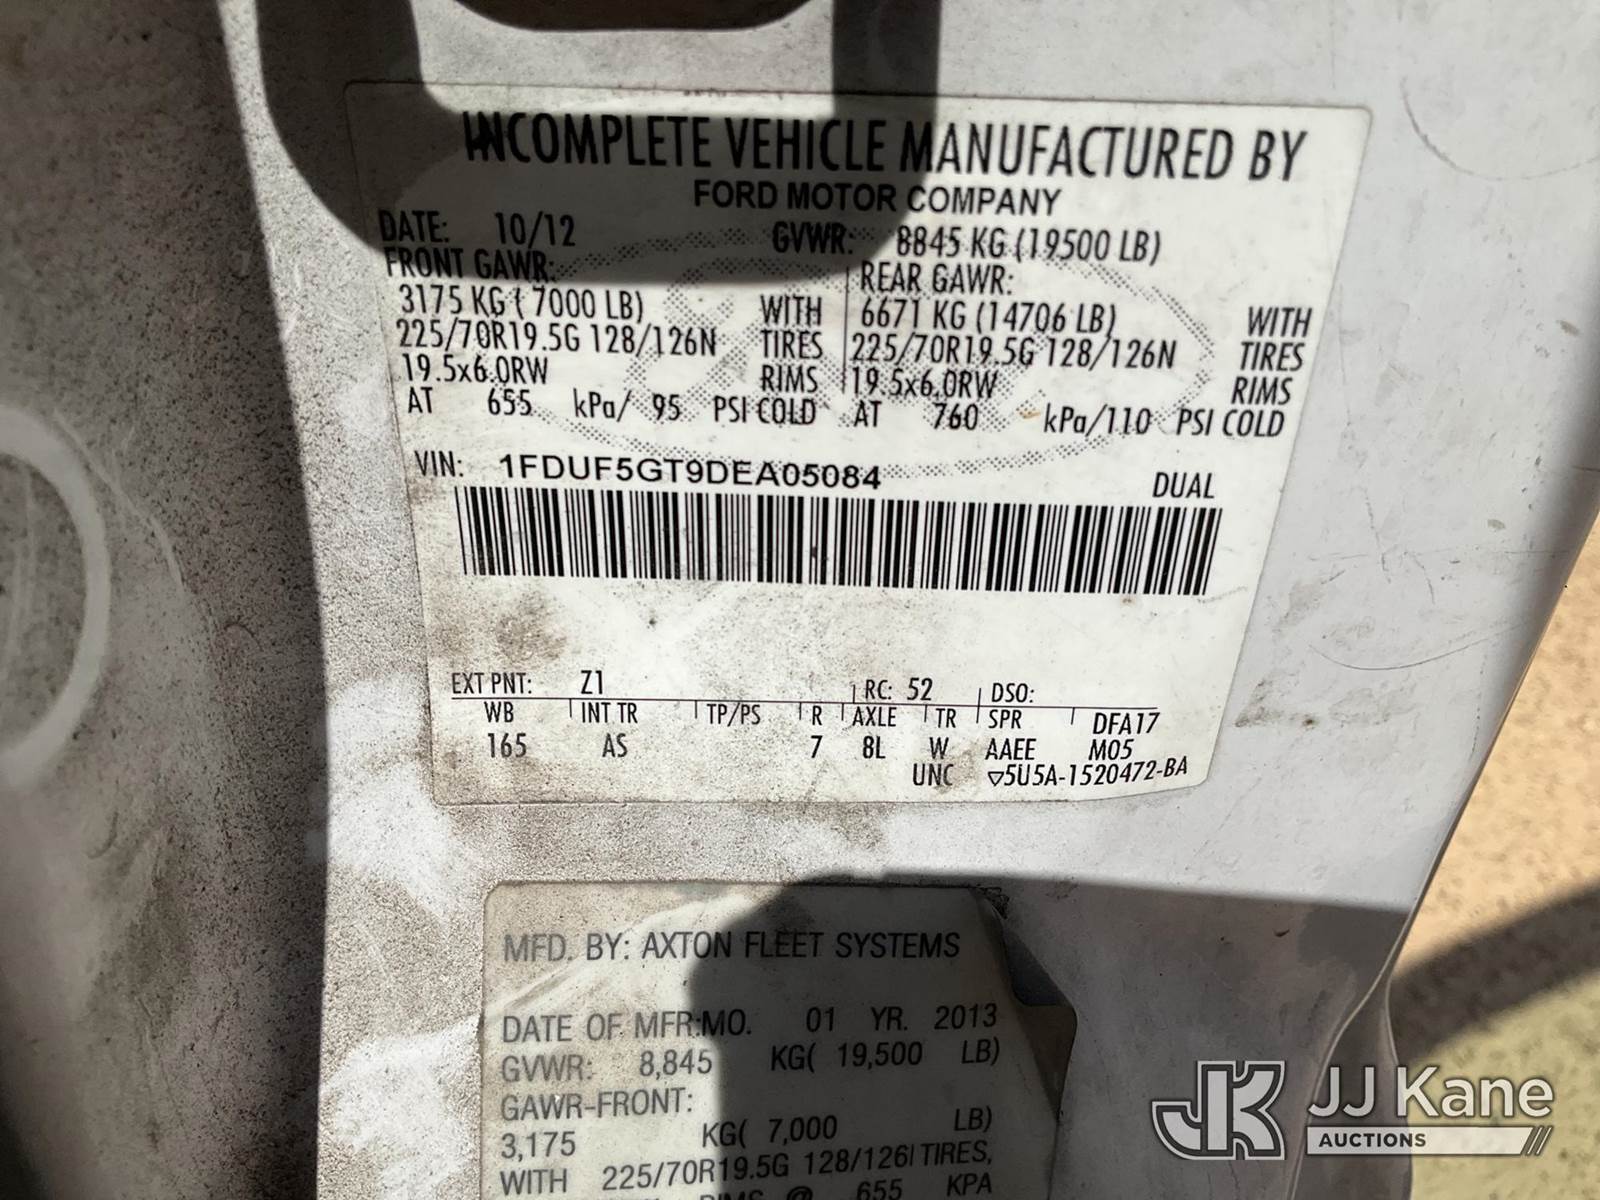 INCOMPLETE VEHICLE MANUFACTURED BY
FORD MOTOR COMPANY
DATE: 10/12 GVWR: 8845 KG (19500 LB)
FRONT GAWR: REAR GAWR:
3175 KG ( 7000 LB) WITH 6671 KG (14706 LB) WITH
225/70R19.5G 128/126N TIRES 225/70R19.5G 128/126N TIRES
19.5x6.0RW RIMS 19.5x6.0RW RIMS
AT 655 kPa/ 95 PSI COLD AT 760 kPa/110 PSI COLD
VIN: 1FDUF5GT9DEA05084
DUAL
EXT PNT: Z1 RC: 52 DSO:
WB INT TR TP/PS R AXLE TR SPR DFA17
165 AS 7 8L W AAEE M05
UNC ▽5U5A-1520472-BA
MFD. BY: AXTON FLEET SYSTEMS
DATE OF MFR:MO. 01 YR. 2013
GVWR: 8,845 KG( 19,500 LB)
GAWR-FRONT:
3,175 KG( 7,000 LB)
WITH 225/70R19.5G 128/126I TIRES,
RIMS @ 655 KPA
JK JJ Kane
AUCTIONS